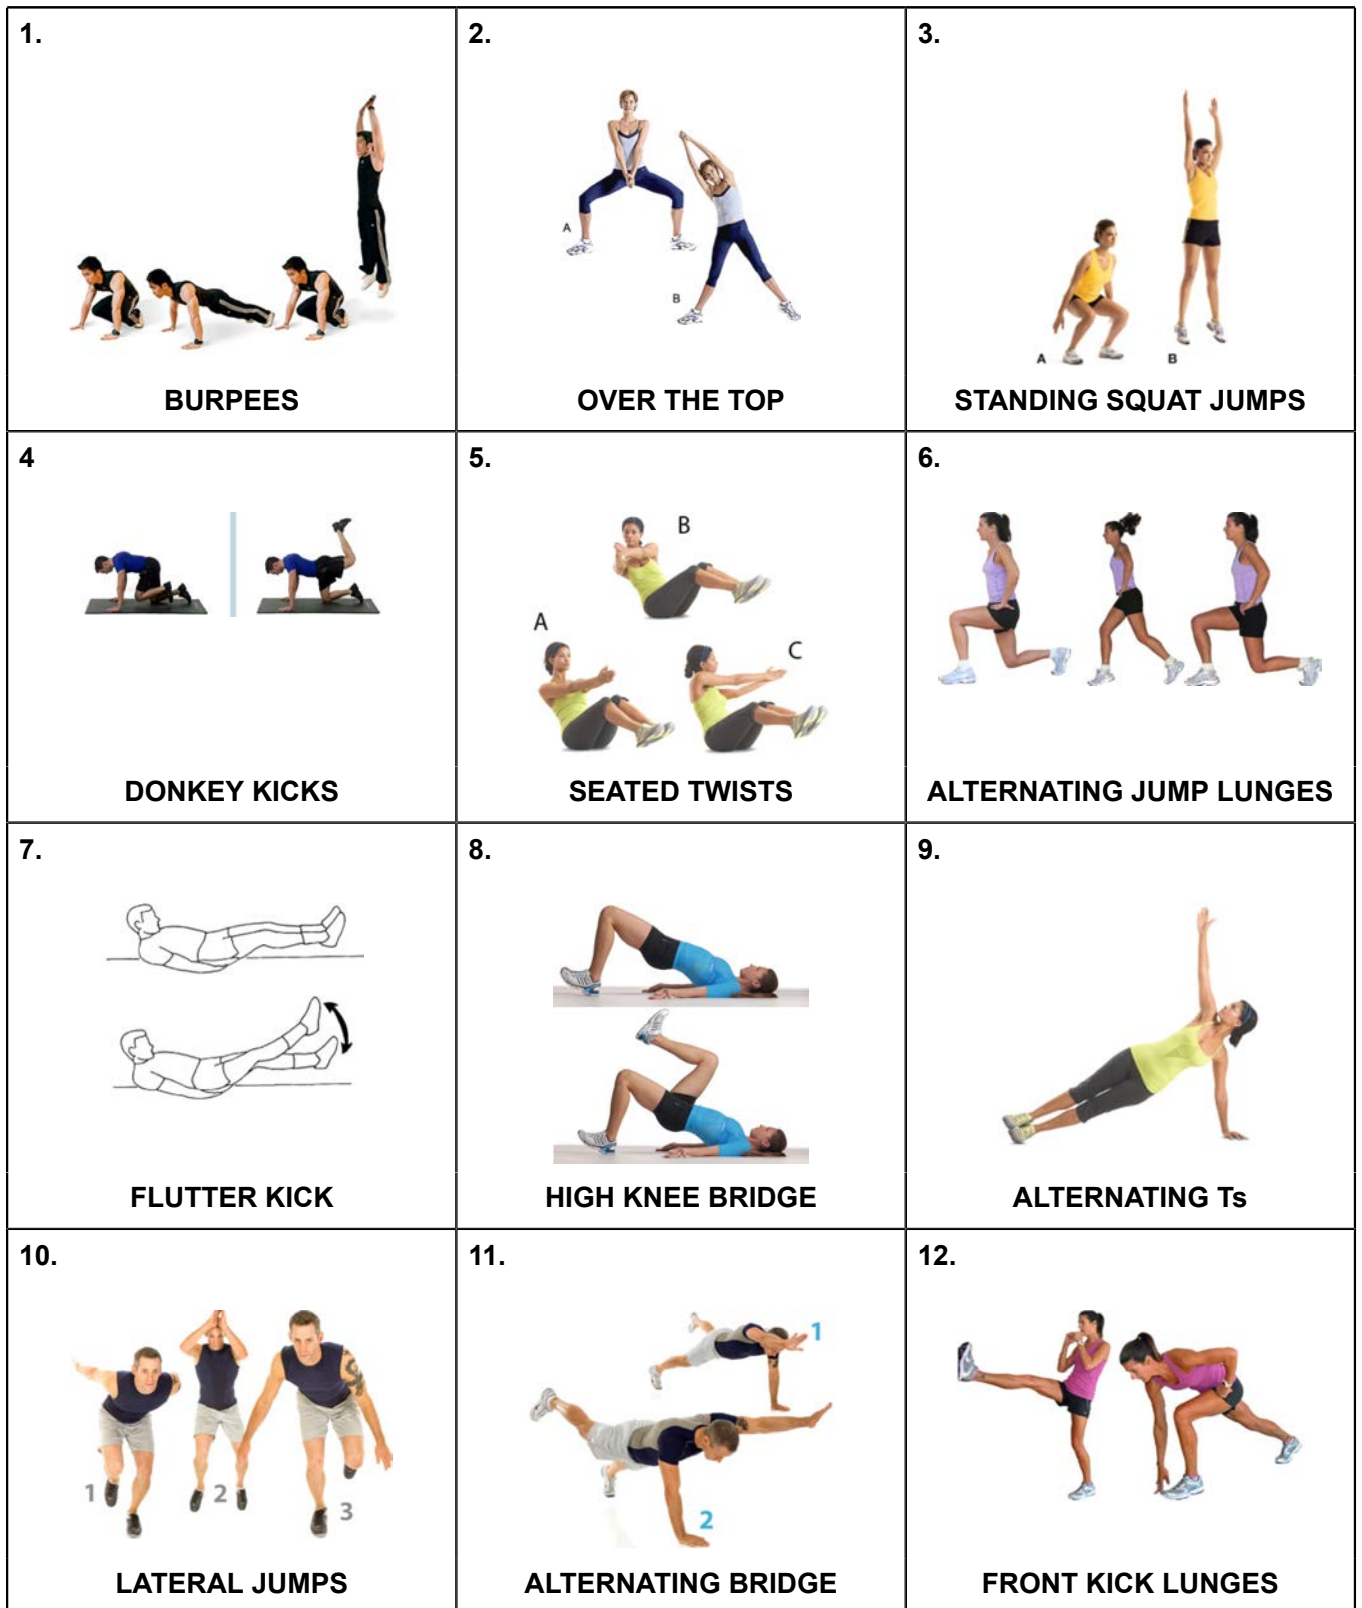 1.
BURPEES
2.
A
B
OVER THE TOP
3.
A B
STANDING SQUAT JUMPS
4
DONKEY KICKS
5.
B
A
C
SEATED TWISTS
6.
ALTERNATING JUMP LUNGES
7.
FLUTTER KICK
8.
HIGH KNEE BRIDGE
9.
ALTERNATING Ts
10.
1 2 3
LATERAL JUMPS
11.
1
2
ALTERNATING BRIDGE
12.
FRONT KICK LUNGES